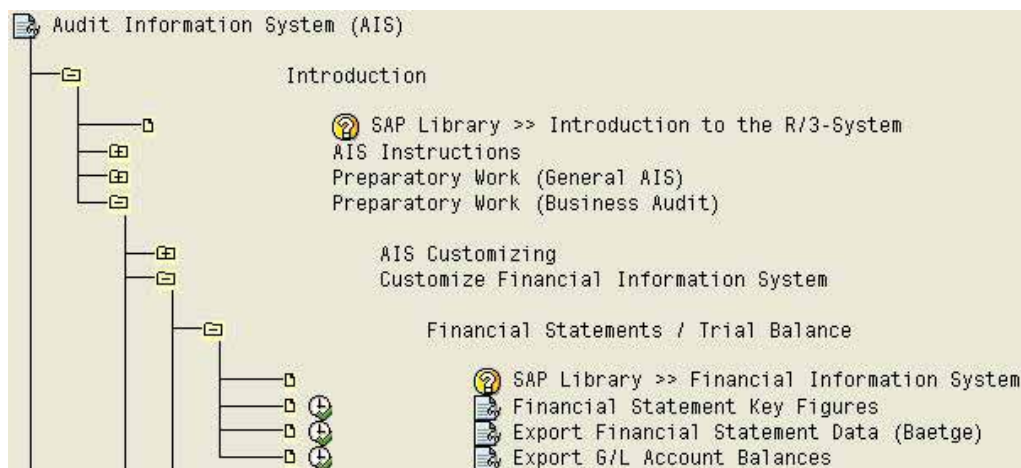 Audit Information System (AIS)
Introduction
SAP Library >> Introduction to the R/3-System
AIS Instructions
Preparatory Work (General AIS)
Preparatory Work (Business Audit)
AIS Customizing
Customize Financial Information System
Financial Statements / Trial Balance
SAP Library >> Financial Information System
Financial Statement Key Figures
Export Financial Statement Data (Baetge)
Export G/L Account Balances